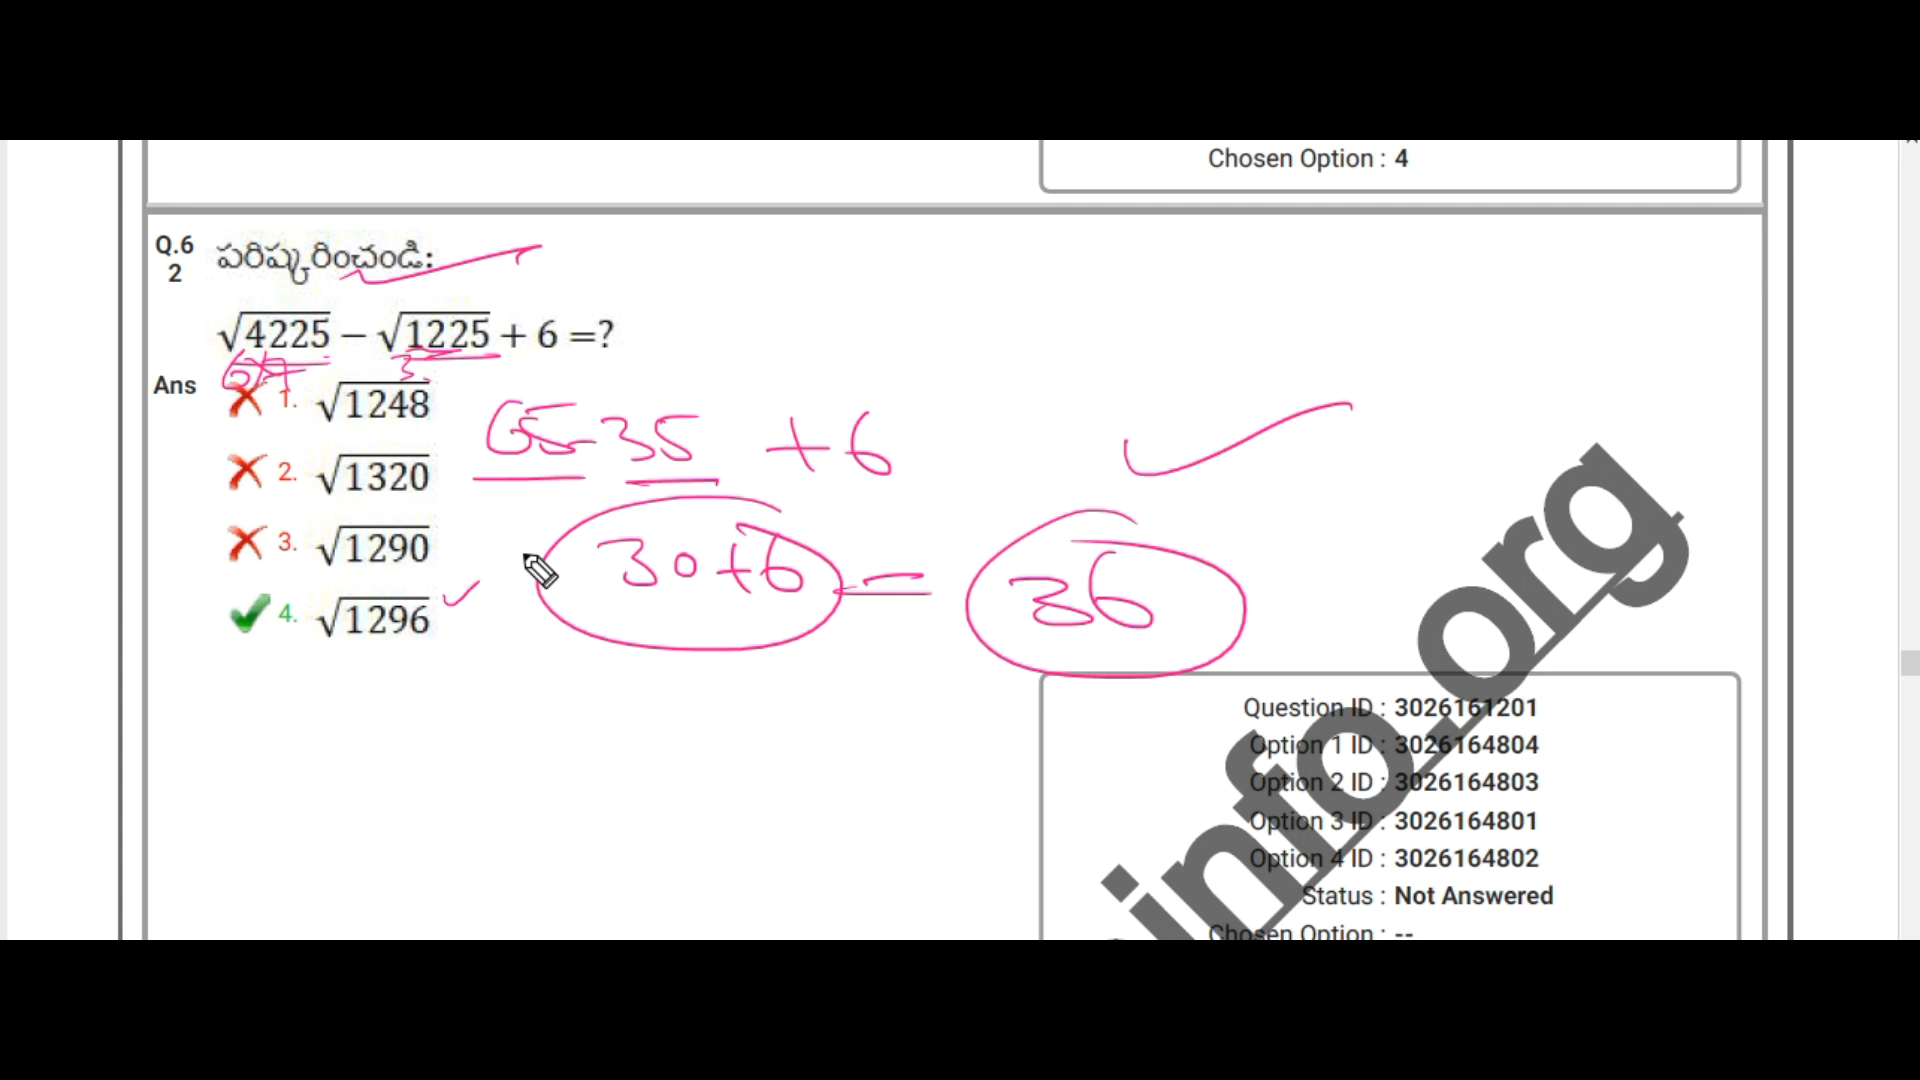 Chosen Option : 4
Q.6
2
పరిష్కరించండి:
√4225 − √1225 + 6 =?
Ans
1. √1248
2. √1320
3. √1290
4. √1296
65-35 +6
30+6 = 36
Question ID : 3026161201
Option 1 ID : 3026164804
Option 2 ID : 3026164803
Option 3 ID : 3026164801
Option 4 ID : 3026164802
Status : Not Answered
Chosen Option : --
info.org